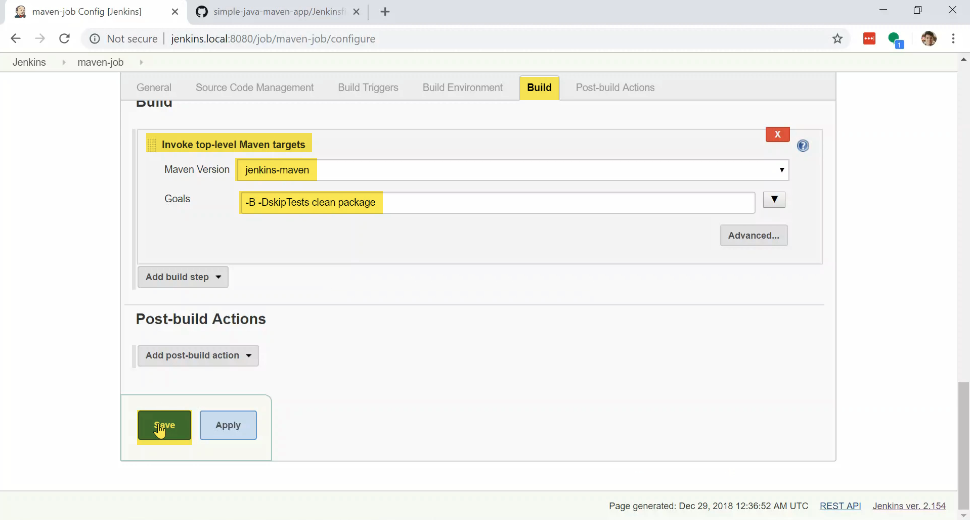 maven-job Config [Jenkins]
simple-java-maven-app/Jenkinsf
Not secure
jenkins.local:8080/job/maven-job/configure
1
Jenkins
maven-job
General
Source Code Management
Build Triggers
Build Environment
Build
Post-build Actions
Build
Invoke top-level Maven targets
X
Maven Version
jenkins-maven
Goals
-B -DskipTests clean package
Advanced...
Add build step
Post-build Actions
Add post-build action
Save
Apply
Page generated: Dec 29, 2018 12:36:52 AM UTC
REST API
Jenkins ver. 2.154